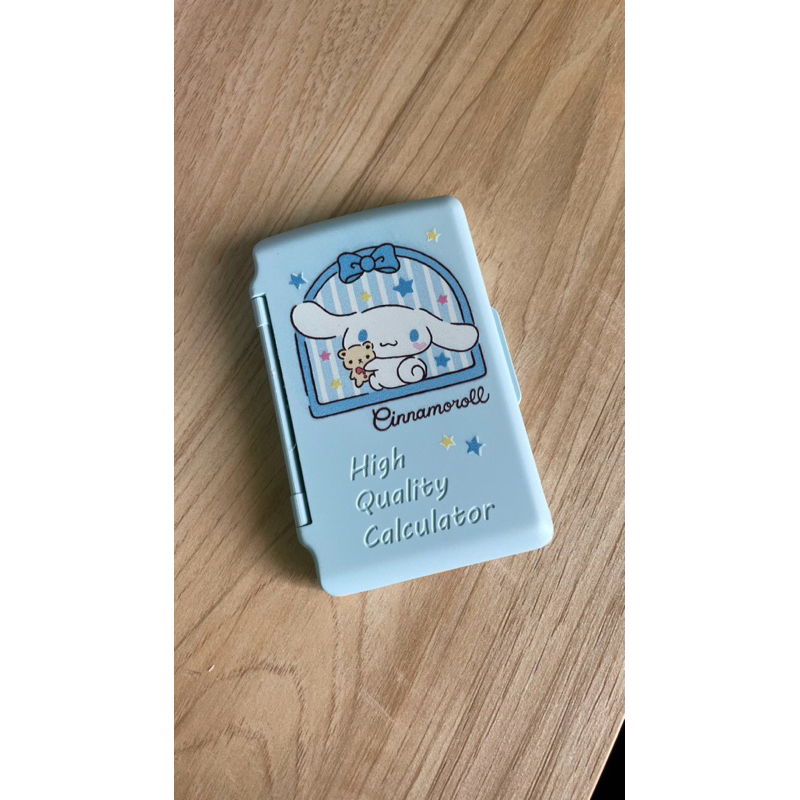 Cinnamoroll
High
Quality
Calculator